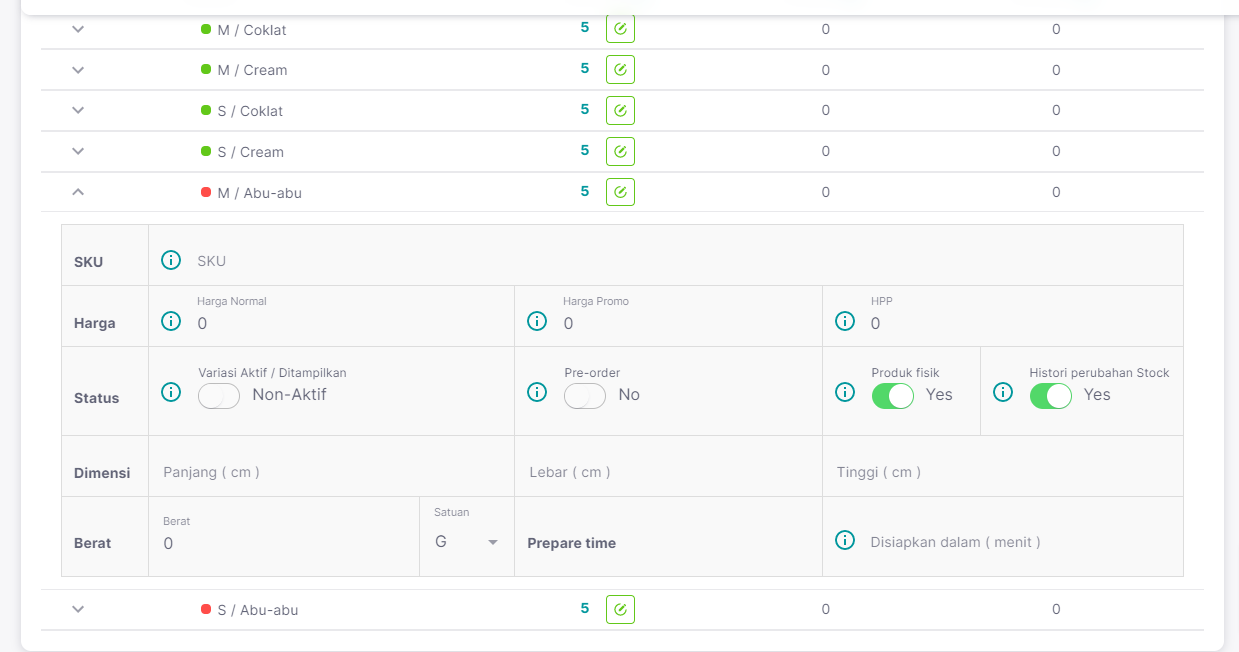 M / Coklat 5 0 0
M / Cream 5 0 0
S / Coklat 5 0 0
S / Cream 5 0 0
M / Abu-abu 5 0 0
SKU SKU
Harga Normal Harga Promo HPP
Harga 0 0 0
Variasi Aktif / Ditampilkan Pre-order Produk fisik Histori perubahan Stock
Status Non-Aktif No Yes Yes
Dimensi Panjang ( cm ) Lebar ( cm ) Tinggi ( cm )
Berat Satuan
Berat 0 G Prepare time Disiapkan dalam ( menit )
S / Abu-abu 5 0 0